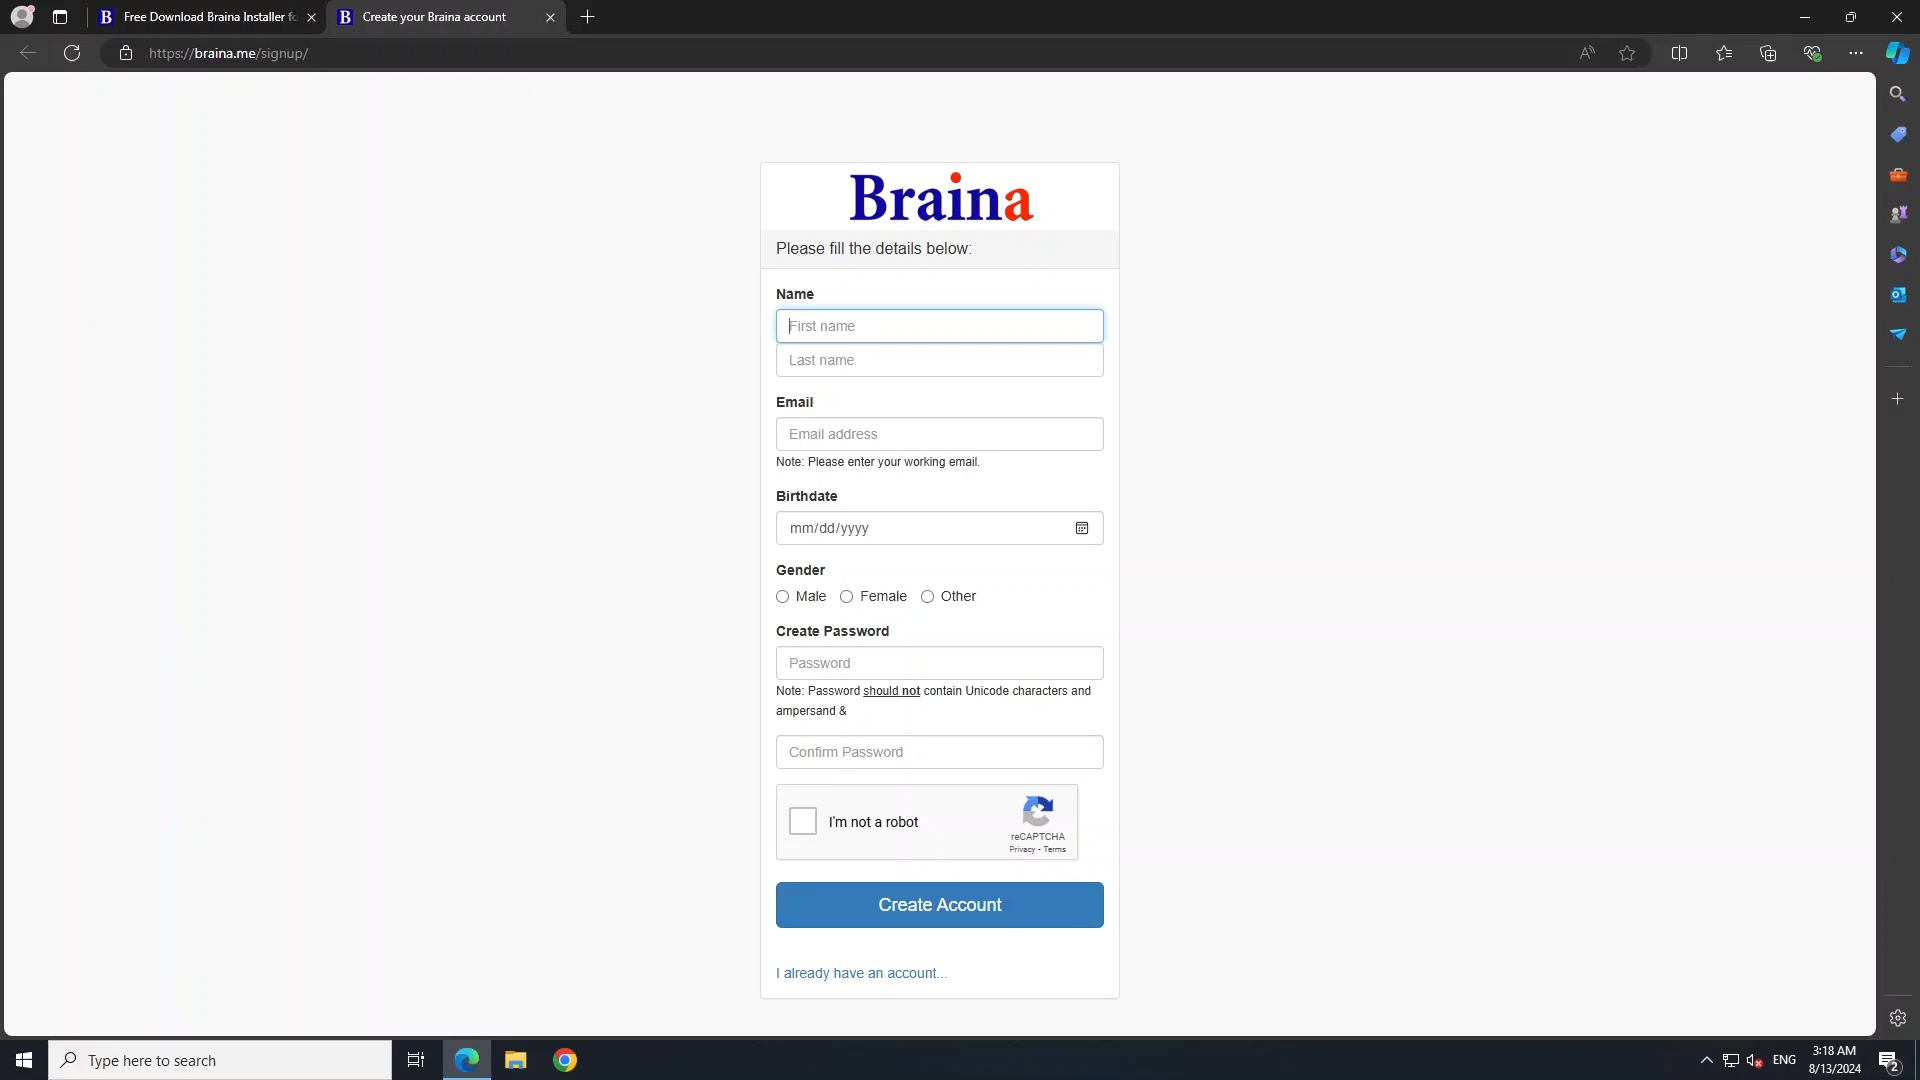 Free Download Braina Installer fo
Create your Braina account
https://braina.me/signup/
Braina
Please fill the details below:
Name
First name
Last name
Email
Email address
Note: Please enter your working email.
Birthdate
mm/dd/yyyy
Gender
Male Female Other
Create Password
Password
Note: Password should not contain Unicode characters and
ampersand &
Confirm Password
I'm not a robot
reCAPTCHA
Privacy - Terms
Create Account
I already have an account...
Type here to search
ENG
3:18 AM
8/13/2024
2